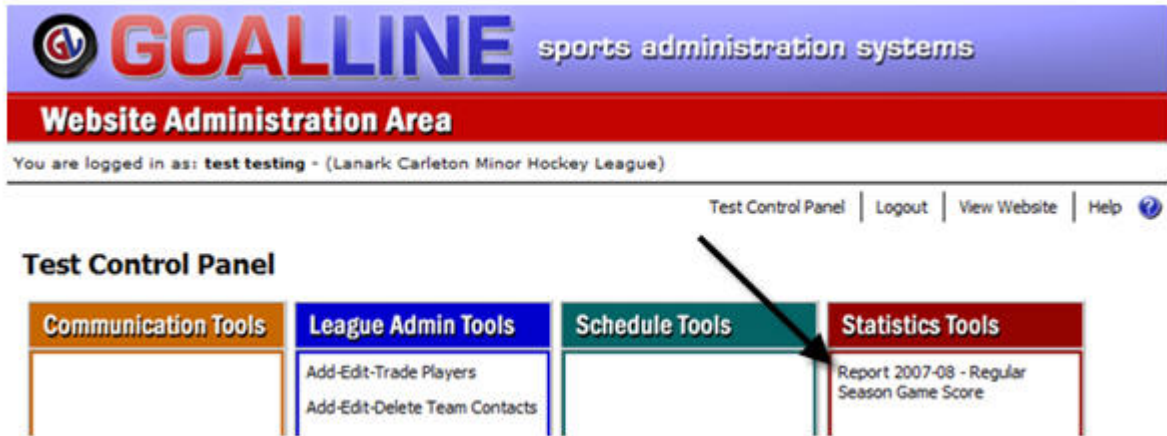 GV GOALLINE sports administration systems
Website Administration Area
You are logged in as: test testing - (Lanark Carleton Minor Hockey League)
Test Control Panel | Logout | View Website | Help ?
Test Control Panel
Communication Tools
League Admin Tools
Schedule Tools
Statistics Tools
Add-Edit-Trade Players
Add-Edit-Delete Team Contacts
Report 2007-08 - Regular
Season Game Score